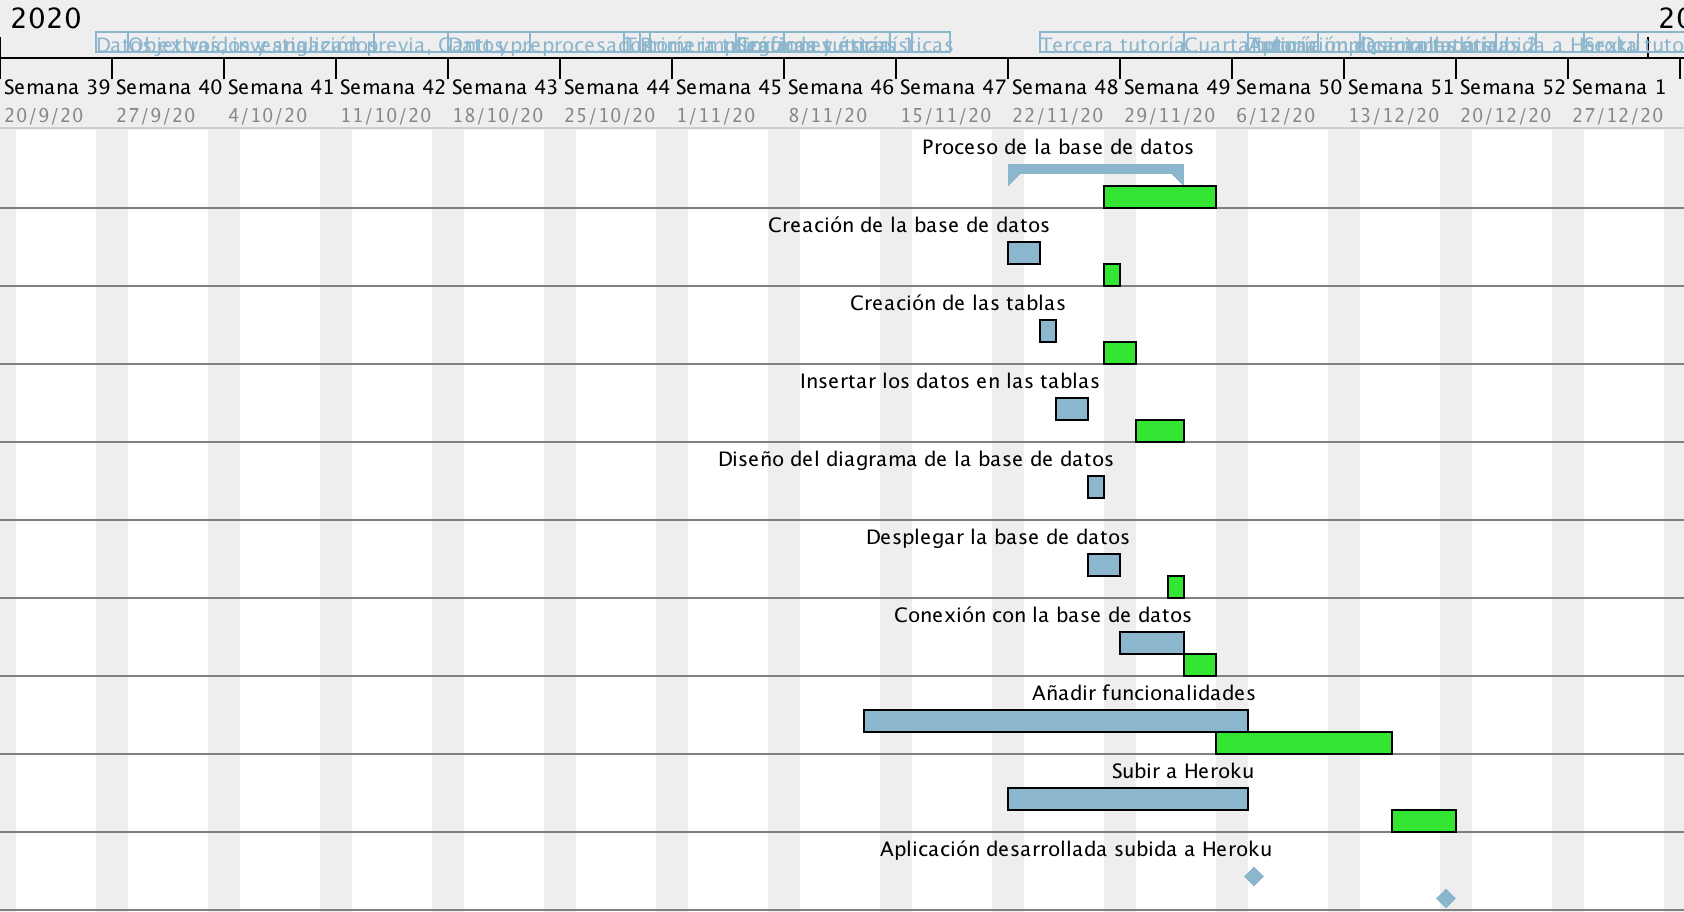 2020
Tercera tutoría
Semana 39 Semana 40 Semana 41 Semana 42 Semana 43 Semana 44 Semana 45 Semana 46 Semana 47 Semana 48 Semana 49 Semana 50 Semana 51 Semana 52 Semana 1
20/9/20 27/9/20 4/10/20 11/10/20 18/10/20 25/10/20 1/11/20 8/11/20 15/11/20 22/11/20 29/11/20 6/12/20 13/12/20 20/12/20 27/12/20
Proceso de la base de datos
Creación de la base de datos
Creación de las tablas
Insertar los datos en las tablas
Diseño del diagrama de la base de datos
Desplegar la base de datos
Conexión con la base de datos
Añadir funcionalidades
Subir a Heroku
Aplicación desarrollada subida a Heroku